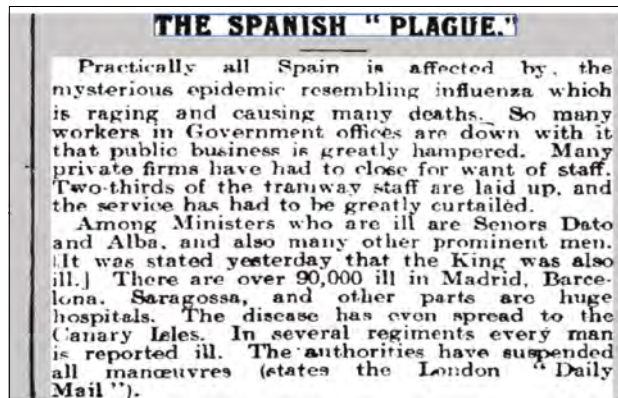 THE SPANISH "PLAGUE."
Practically all Spain is affected by, the
mysterious epidemic resembling influenza which
is raging and causing many deaths. So many
workers in Government offices are down with it
that public business is greatly hampered. Many
private firms have had to close for want of staff.
Two-thirds of the tramway staff are laid up, and
the service has had to be greatly curtailed.
Among Ministers who are ill are Senors Dato
and Alba, and also many other prominent men.
[It was stated yesterday that the King was also
ill.] There are over 90,000 ill in Madrid, Barce-
lona. Saragossa, and other parts are huge
hospitals. The disease has even spread to the
Canary Isles. In several regiments every man
is reported ill. The authorities have suspended
all manœuvres (states the London "Daily
Mail").